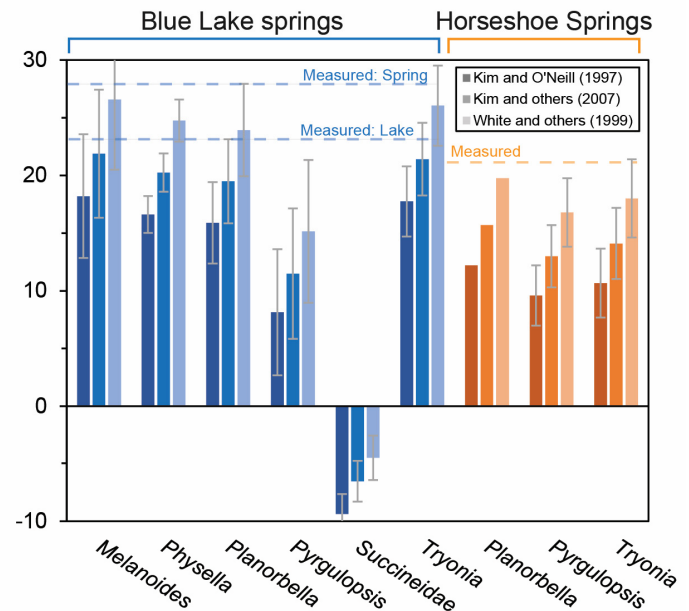 Blue Lake springs
Horseshoe Springs
30
20
10
0
-10
Measured: Spring
Measured: Lake
Measured
Kim and O'Neill (1997)
Kim and others (2007)
White and others (1999)
Melanoides
Physella
Planorbella
Pyrgulopsis
Succineidae
Tryonia
Planorbella
Pyrgulopsis
Tryonia